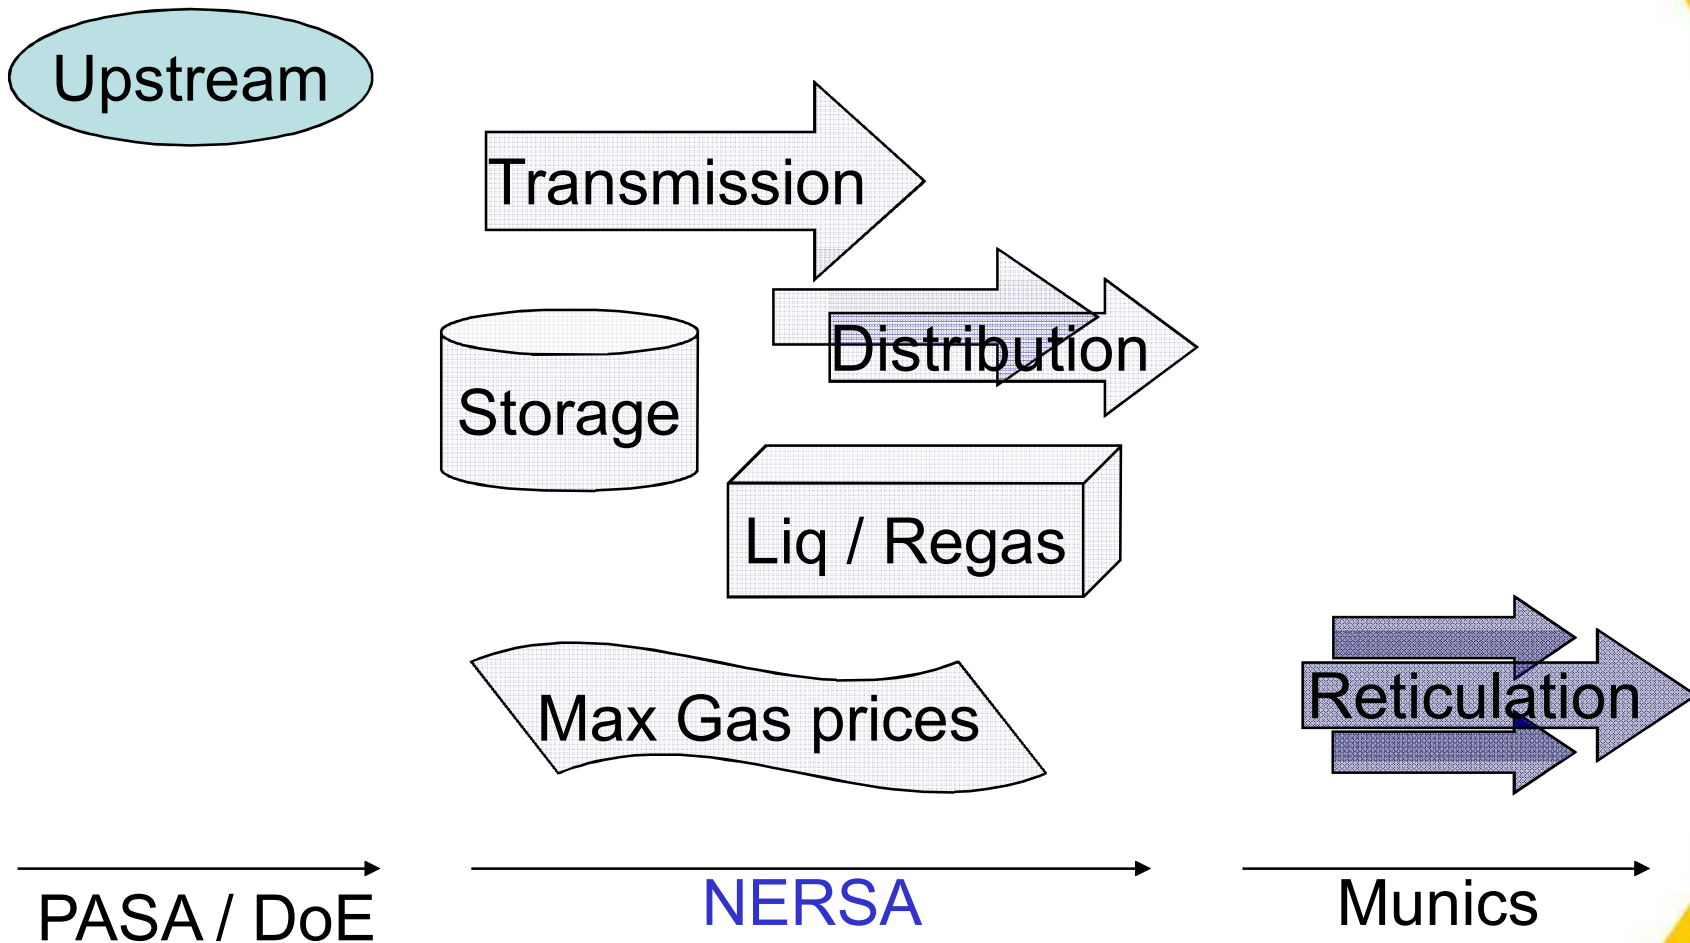 Upstream
Transmission
Distribution
Storage
Liq / Regas
Max Gas prices
Reticulation
PASA / DoE
NERSA
Munics